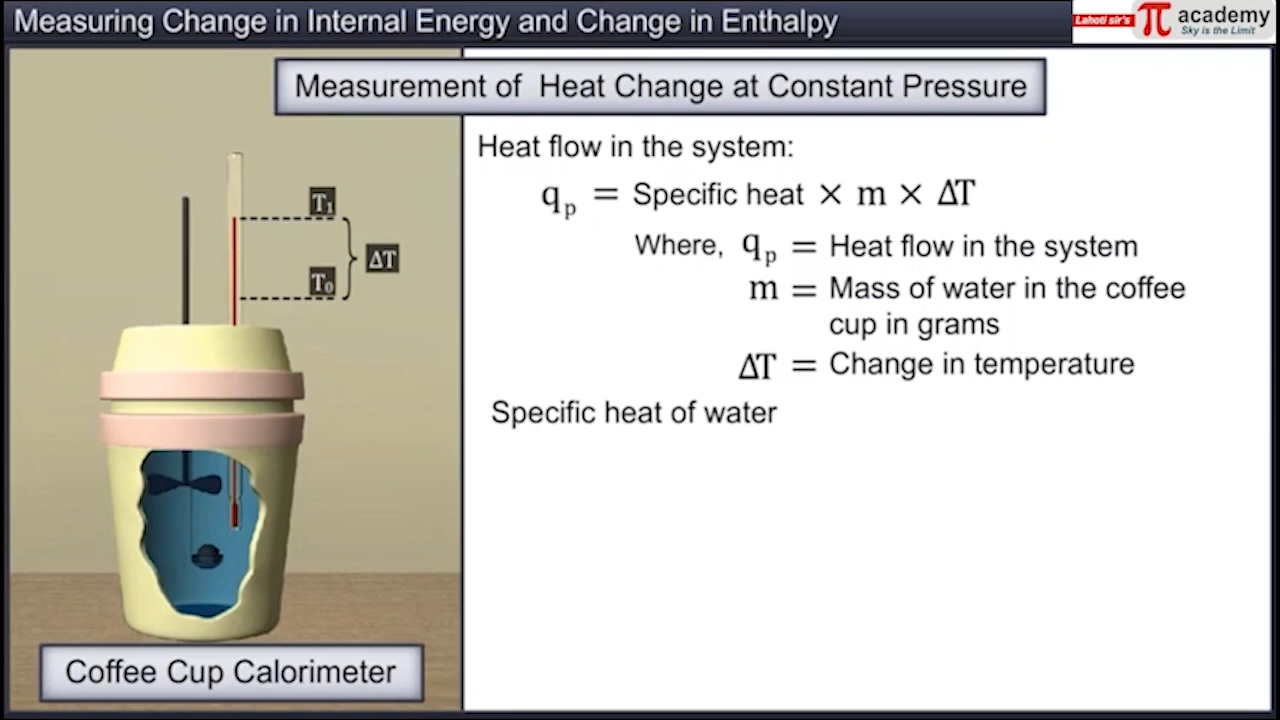 Measuring Change in Internal Energy and Change in Enthalpy
Lahoti sir's π academy
Sky is the Limit
Measurement of Heat Change at Constant Pressure
Heat flow in the system:
qₚ = Specific heat × m × ΔT
Where, qₚ = Heat flow in the system
m = Mass of water in the coffee
cup in grams
ΔT = Change in temperature
Specific heat of water
T₁
ΔT
T₀
Coffee Cup Calorimeter